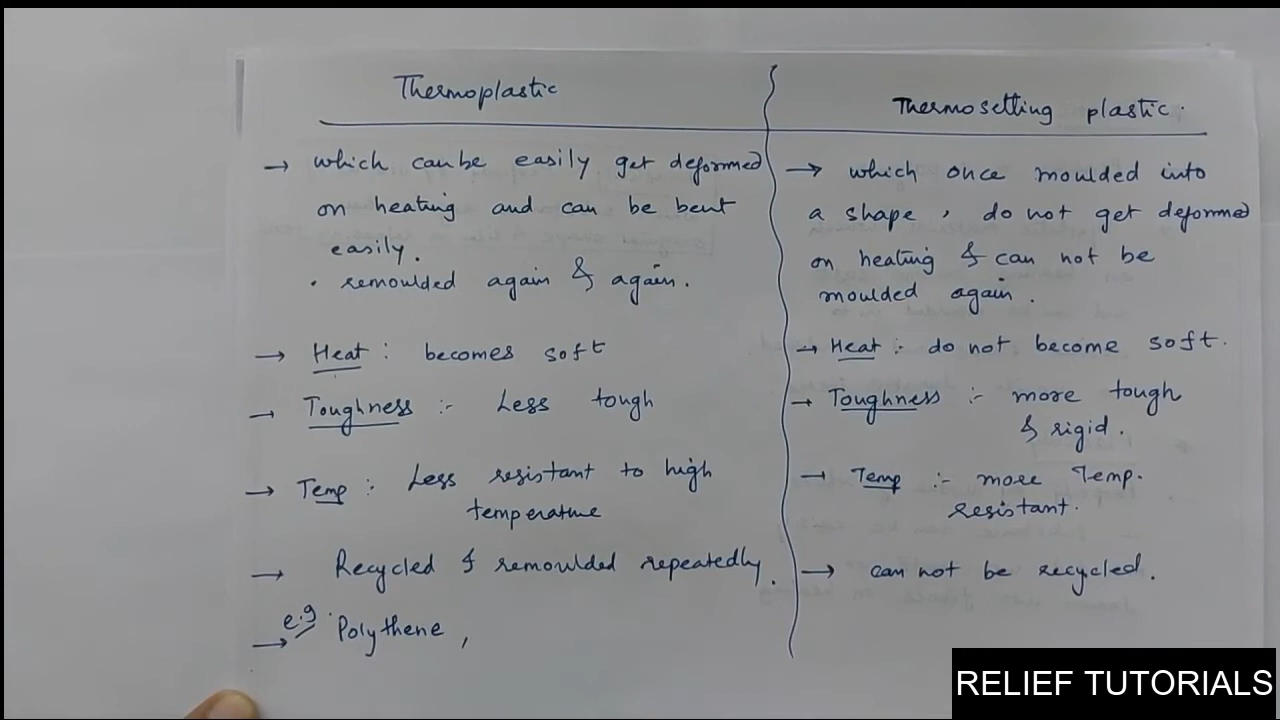 Thermoplastic
→ which can be easily get deformed
on heating and can be bent
easily.
• remoulded again & again.
→ Heat : becomes soft
→ Toughness :- Less tough
→ Temp : Less resistant to high
temperature
→ Recycled & remoulded repeatedly.
→ e.g. Polythene ,
Thermosetting plastic.
→ which once moulded into
a shape, do not get deformed
on heating & can not be
moulded again.
→ Heat :- do not become soft.
→ Toughness :- more tough
& rigid.
→ Temp :- more Temp.
resistant.
→ can not be recycled.
RELIEF TUTORIALS